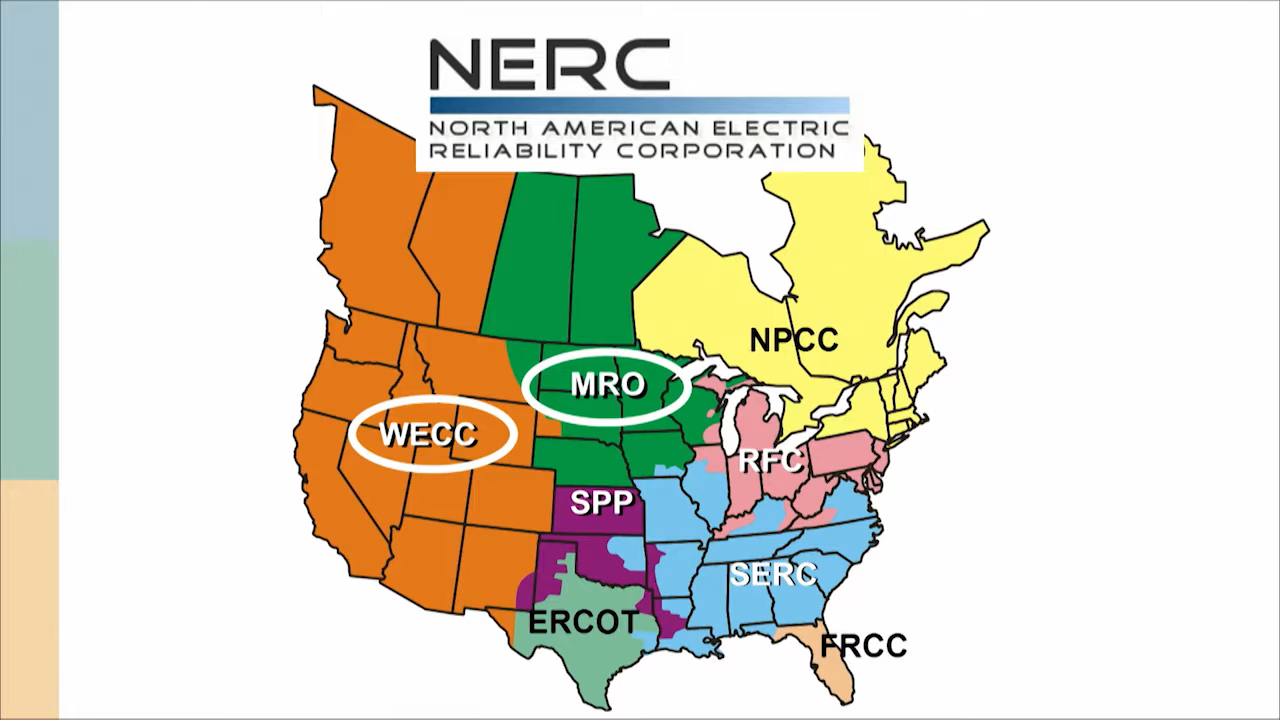 NERC
NORTH AMERICAN ELECTRIC
RELIABILITY CORPORATION
NPCC
MRO
WECC
RFC
SPP
SERC
ERCOT
FRCC